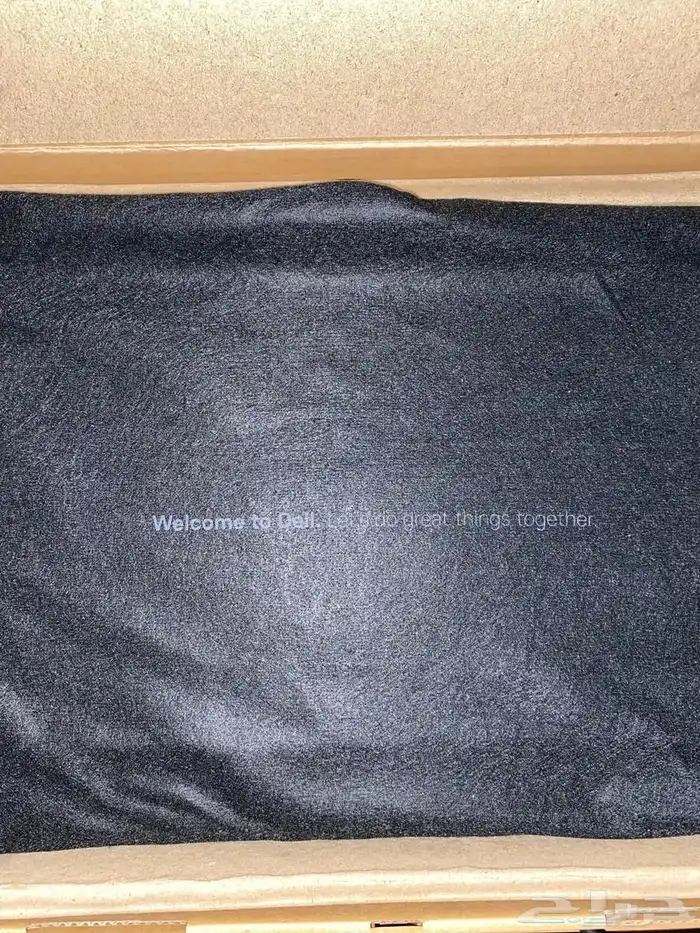 Welcome to Dell. Let's do great things together
حراج